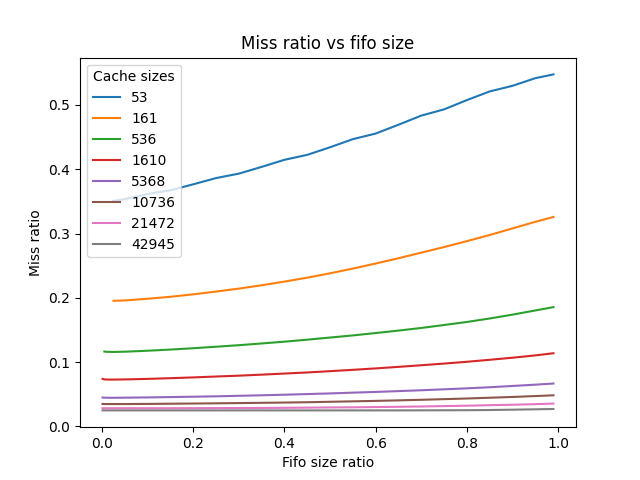 Miss ratio vs fifo size
Cache sizes
53
161
536
1610
5368
10736
21472
42945
Miss ratio
0.5
0.4
0.3
0.2
0.1
0.0
0.0 0.2 0.4 0.6 0.8 1.0
Fifo size ratio